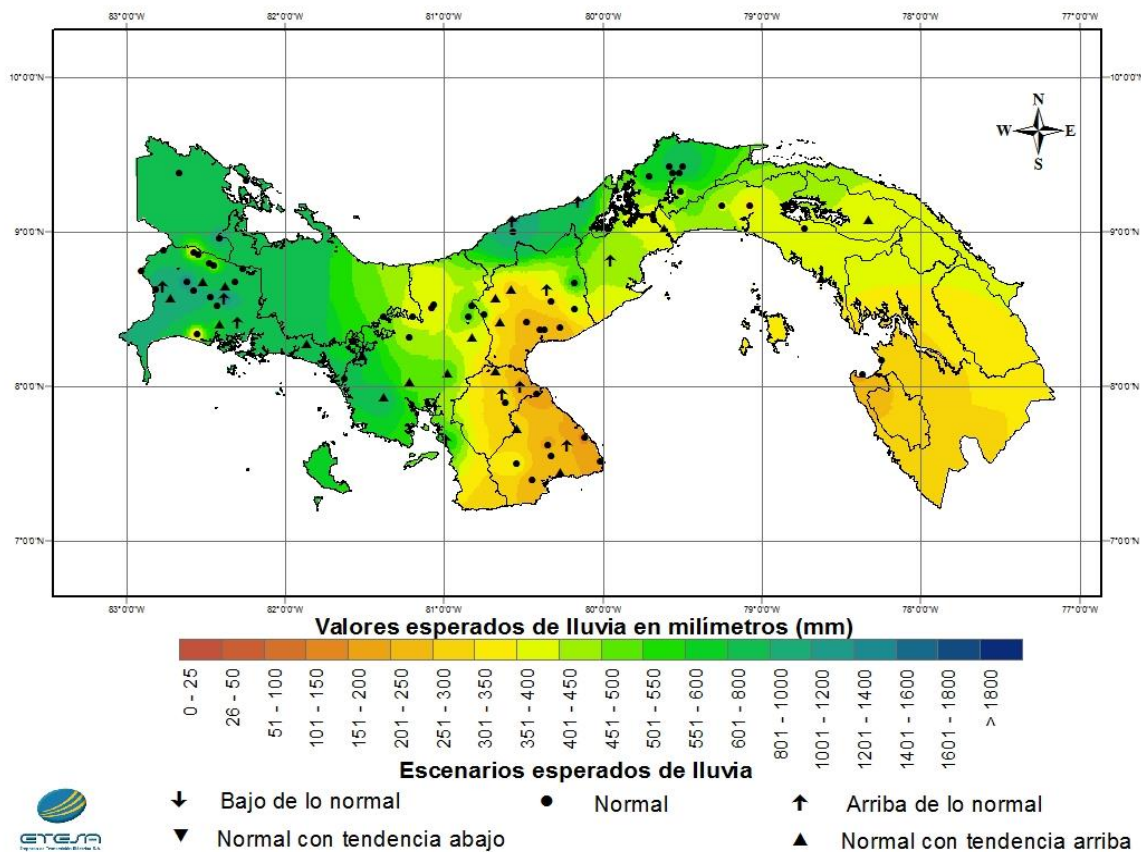 83°0'0"W 82°0'0"W 81°0'0"W 80°0'0"W 79°0'0"W 78°0'0"W 77°0'0"W
10°0'0"N 10°0'0"N
N
W E
S
9°0'0"N 9°0'0"N
8°0'0"N 8°0'0"N
7°0'0"N 7°0'0"N
83°0'0"W 82°0'0"W 81°0'0"W 80°0'0"W 79°0'0"W 78°0'0"W 77°0'0"W
Valores esperados de lluvia en milímetros (mm)
0 - 25
26 - 50
51 - 100
101 - 150
151 - 200
201 - 250
251 - 300
301 - 350
351 - 400
401 - 450
451 - 500
501 - 550
551 - 600
601 - 800
801 - 1000
1001 - 1200
1201 - 1400
1401 - 1600
1601 - 1800
> 1800
Escenarios esperados de lluvia
Bajo de lo normal Normal Arriba de lo normal
Normal con tendencia abajo Normal con tendencia arriba
ETESA